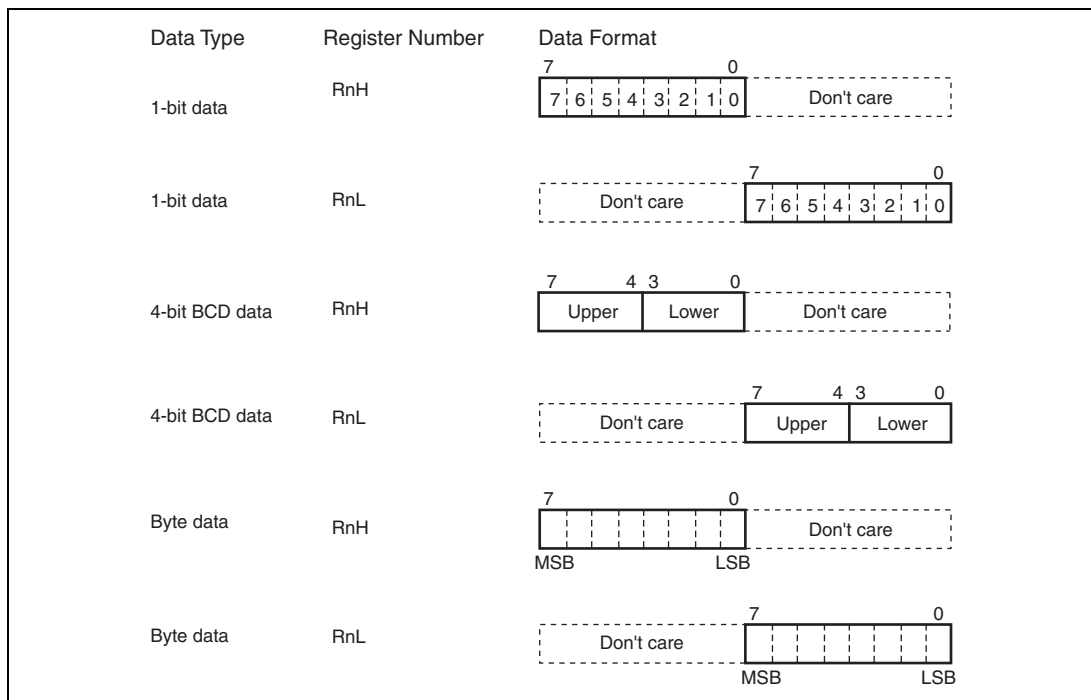 Data Type Register Number Data Format
7 0
1-bit data RnH 7 6 5 4 3 2 1 0 Don't care
7 0
1-bit data RnL Don't care 7 6 5 4 3 2 1 0
7 4 3 0
4-bit BCD data RnH Upper Lower Don't care
7 4 3 0
4-bit BCD data RnL Don't care Upper Lower
7 0
Byte data RnH Don't care
MSB LSB
7 0
Byte data RnL Don't care
MSB LSB